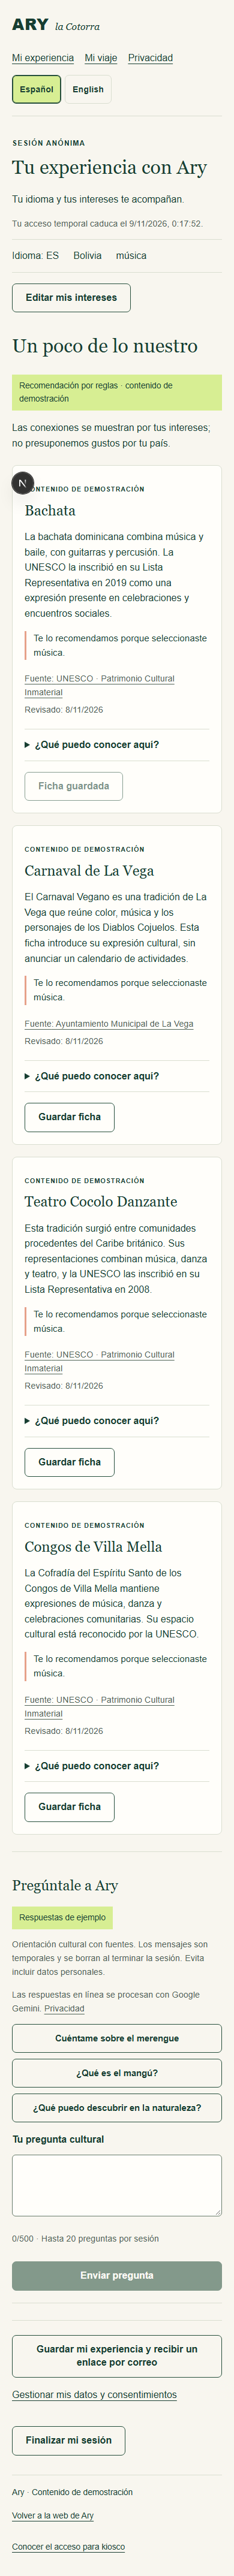 ARY la Cotorra
Mi experiencia Mi viaje Privacidad
Español English
SESIÓN ANÓNIMA
Tu experiencia con Ary
Tu idioma y tus intereses te acompañan.
Tu acceso temporal caduca el 9/11/2026, 0:17:52.
Idioma: ES Bolivia música
Editar mis intereses
Un poco de lo nuestro
Recomendación por reglas · contenido de
demostración
Las conexiones se muestran por tus intereses;
no presuponemos gustos por tu país.
N
CONTENIDO DE DEMOSTRACIÓN
Bachata
La bachata dominicana combina música y
baile, con guitarras y percusión. La
UNESCO la inscribió en su Lista
Representativa en 2019 como una
expresión presente en celebraciones y
encuentros sociales.
Te lo recomendamos porque seleccionaste
música.
Fuente: UNESCO · Patrimonio Cultural
Inmaterial
Revisado: 8/11/2026
▶ ¿Qué puedo conocer aquí?
Ficha guardada
CONTENIDO DE DEMOSTRACIÓN
Carnaval de La Vega
El Carnaval Vegano es una tradición de La
Vega que reúne color, música y los
personajes de los Diablos Cojuelos. Esta
ficha introduce su expresión cultural, sin
anunciar un calendario de actividades.
Te lo recomendamos porque seleccionaste
música.
Fuente: Ayuntamiento Municipal de La Vega
Revisado: 8/11/2026
▶ ¿Qué puedo conocer aquí?
Guardar ficha
CONTENIDO DE DEMOSTRACIÓN
Teatro Cocolo Danzante
Esta tradición surgió entre comunidades
procedentes del Caribe británico. Sus
representaciones combinan música, danza
y teatro, y la UNESCO las inscribió en su
Lista Representativa en 2008.
Te lo recomendamos porque seleccionaste
música.
Fuente: UNESCO · Patrimonio Cultural
Inmaterial
Revisado: 8/11/2026
▶ ¿Qué puedo conocer aquí?
Guardar ficha
CONTENIDO DE DEMOSTRACIÓN
Congos de Villa Mella
La Cofradía del Espíritu Santo de los
Congos de Villa Mella mantiene
expresiones de música, danza y
celebraciones comunitarias. Su espacio
cultural está reconocido por la UNESCO.
Te lo recomendamos porque seleccionaste
música.
Fuente: UNESCO · Patrimonio Cultural
Inmaterial
Revisado: 8/11/2026
▶ ¿Qué puedo conocer aquí?
Guardar ficha
Pregúntale a Ary
Respuestas de ejemplo
Orientación cultural con fuentes. Los mensajes son
temporales y se borran al terminar la sesión. Evita
incluir datos personales.
Las respuestas en línea se procesan con Google
Gemini. Privacidad
Cuéntame sobre el merengue
¿Qué es el mangú?
¿Qué puedo descubrir en la naturaleza?
Tu pregunta cultural
0/500 · Hasta 20 preguntas por sesión
Enviar pregunta
Guardar mi experiencia y recibir un
enlace por correo
Gestionar mis datos y consentimientos
Finalizar mi sesión
Ary · Contenido de demostración
Volver a la web de Ary
Conocer el acceso para kiosco